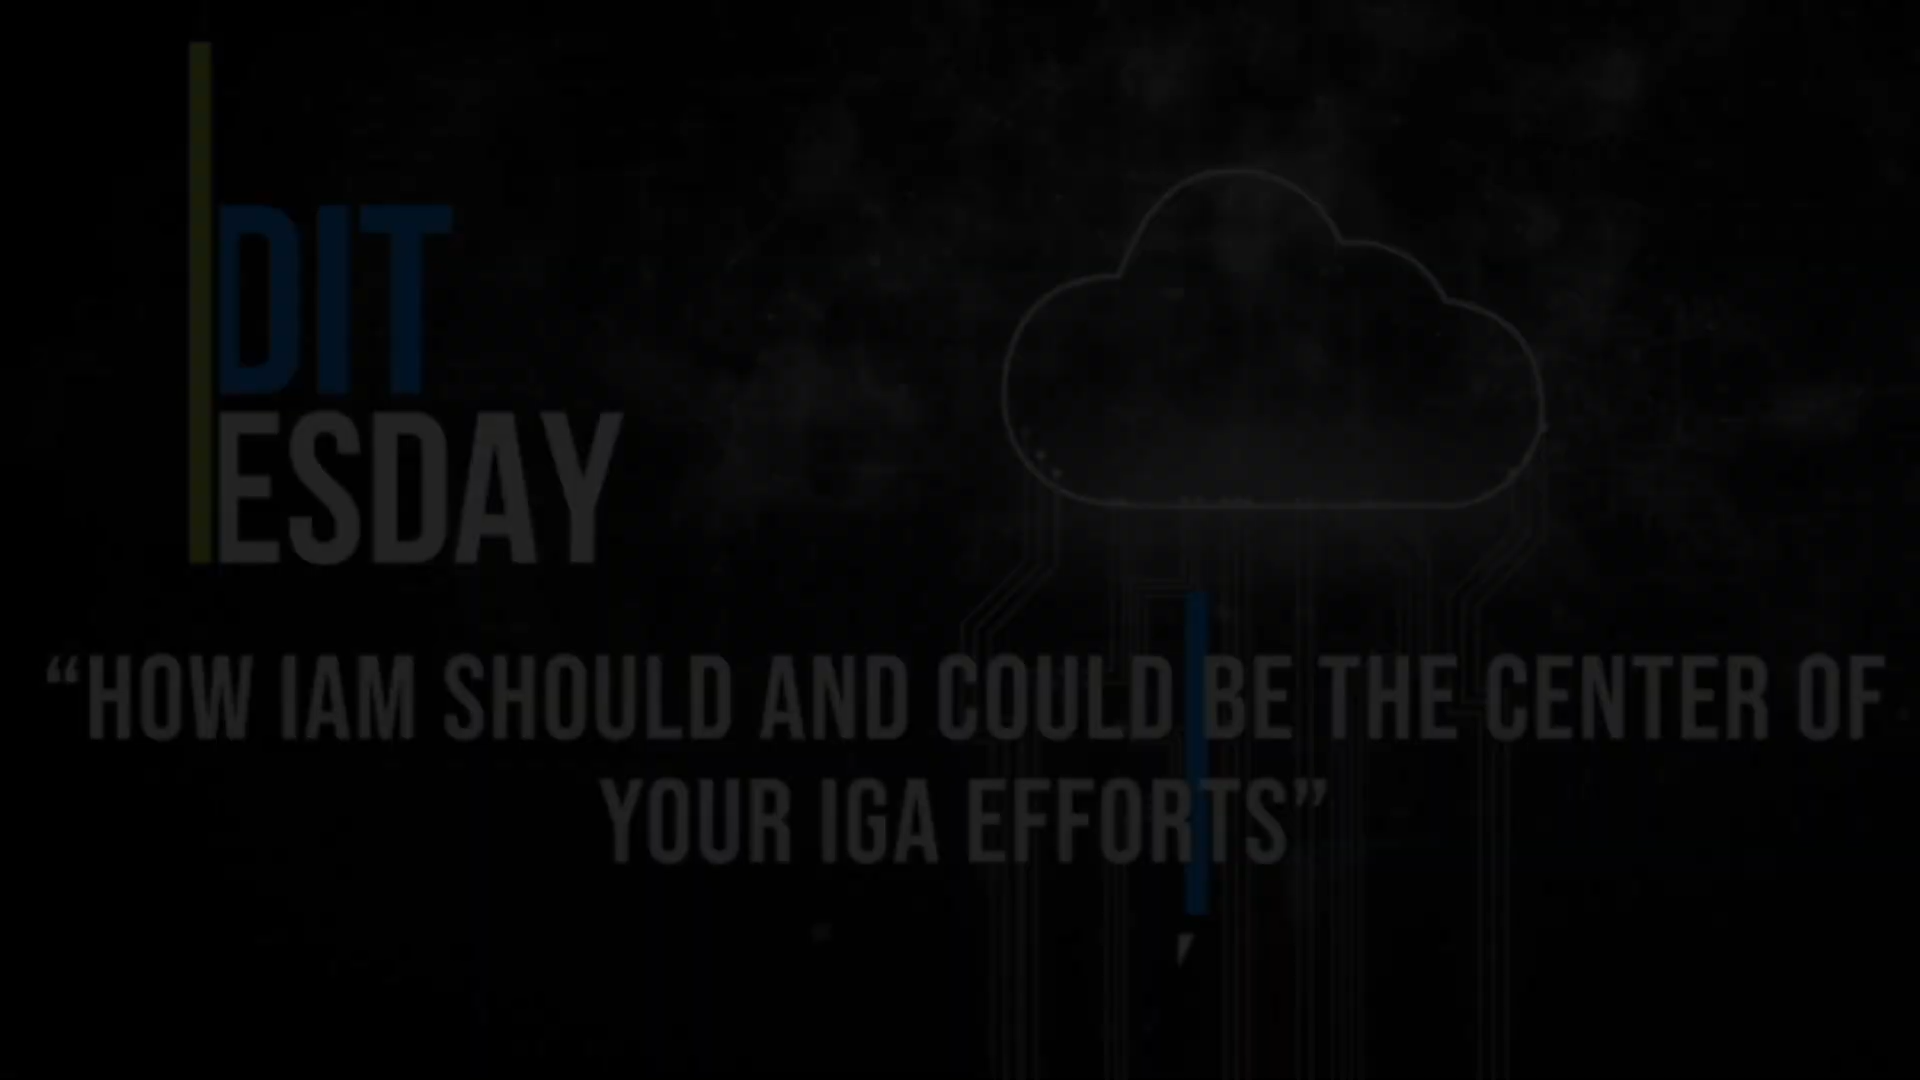 DIT
ESDAY
“HOW IAM SHOULD AND COULD BE THE CENTER OF
YOUR IGA EFFORTS”